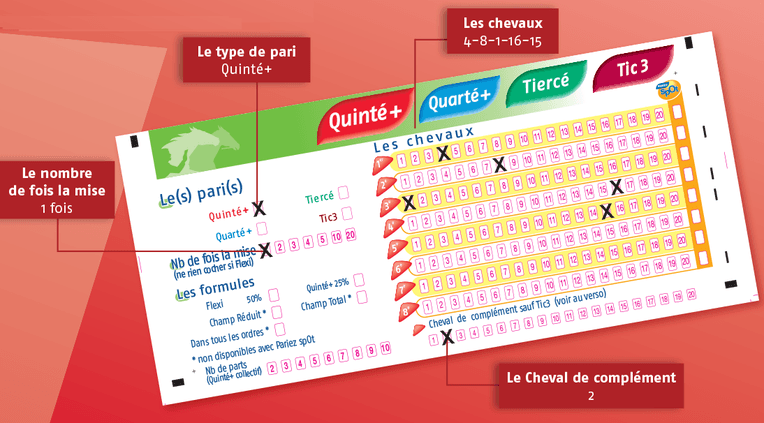 Les chevaux
4-8-1-16-15
Le type de pari
Quinté+
Le nombre
de fois la mise
1 fois
Quinté+
Quarté+
Tiercé
Tic 3
Les chevaux
Le(s) pari(s)
Quinté+ X
Tiercé
Quarté+
Tic3
Nb de fois la mise X 2 3 4 5 10 20
(ne rien cocher si Flexi)
Les formules
Flexi 50%
Quinté+ 25%
Champ Réduit *
Champ Total *
Dans tous les ordres *
* non disponibles avec Pariez spOt
Nb de parts 2 3 4 5 6 7 8 9 10
(Quinté+ collectif)
spOt
1er 1 2 3 X 5 6 7 8 9 10 11 12 13 14 15 16 17 18 19 20
2e 1 2 3 4 5 6 7 X 9 10 11 12 13 14 15 16 17 18 19 20
3e X 2 3 4 5 6 7 8 9 10 11 12 13 14 15 16 17 18 19 20
4e 1 2 3 4 5 6 7 8 9 10 11 12 13 14 15 X 17 18 19 20
5e 1 2 3 4 5 6 7 8 9 10 11 12 13 14 X 16 17 18 19 20
6e 1 2 3 4 5 6 7 8 9 10 11 12 13 14 15 16 17 18 19 20
7e 1 2 3 4 5 6 7 8 9 10 11 12 13 14 15 16 17 18 19 20
8e 1 2 3 4 5 6 7 8 9 10 11 12 13 14 15 16 17 18 19 20
Cheval de complément sauf Tic3 (voir au verso)
1 X 3 4 5 6 7 8 9 10 11 12 13 14 15 16 17 18 19 20
Le Cheval de complément
2